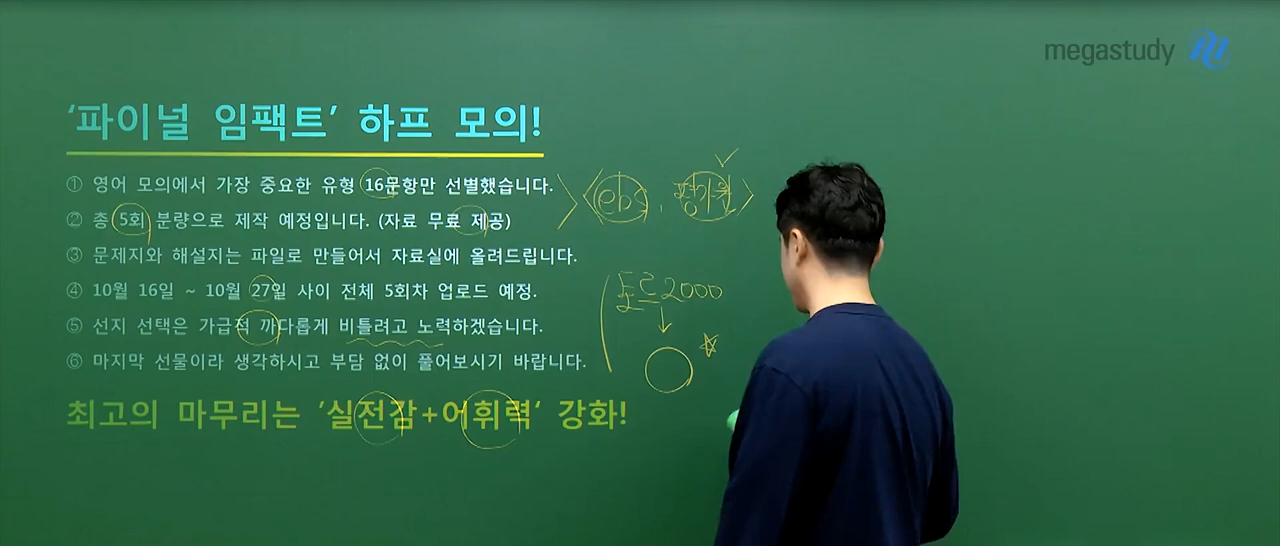 megastudy
'파이널 임팩트' 하프 모의!
① 영어 모의에서 가장 중요한 유형 16문항만 선별했습니다.
② 총 5회 분량으로 제작 예정입니다. (자료 무료 제공)
③ 문제지와 해설지는 파일로 만들어서 자료실에 올려드립니다.
④ 10월 16일 ~ 10월 27일 사이 전체 5회차 업로드 예정.
⑤ 선지 선택은 가급적 까다롭게 비틀려고 노력하겠습니다.
⑥ 마지막 선물이라 생각하시고 부담 없이 풀어보시기 바랍니다.
최고의 마무리는 '실전감+어휘력' 강화!
ebs, 평가원
토르2000